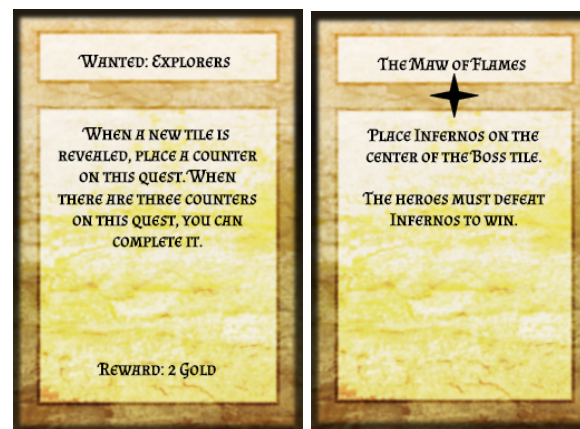 Wanted: Explorers
When a new tile is
revealed, place a counter
on this quest. When
there are three counters
on this quest, you can
complete it.
Reward: 2 Gold
The Maw of Flames
Place Infernos on the
center of the Boss tile.
The heroes must defeat
Infernos to win.